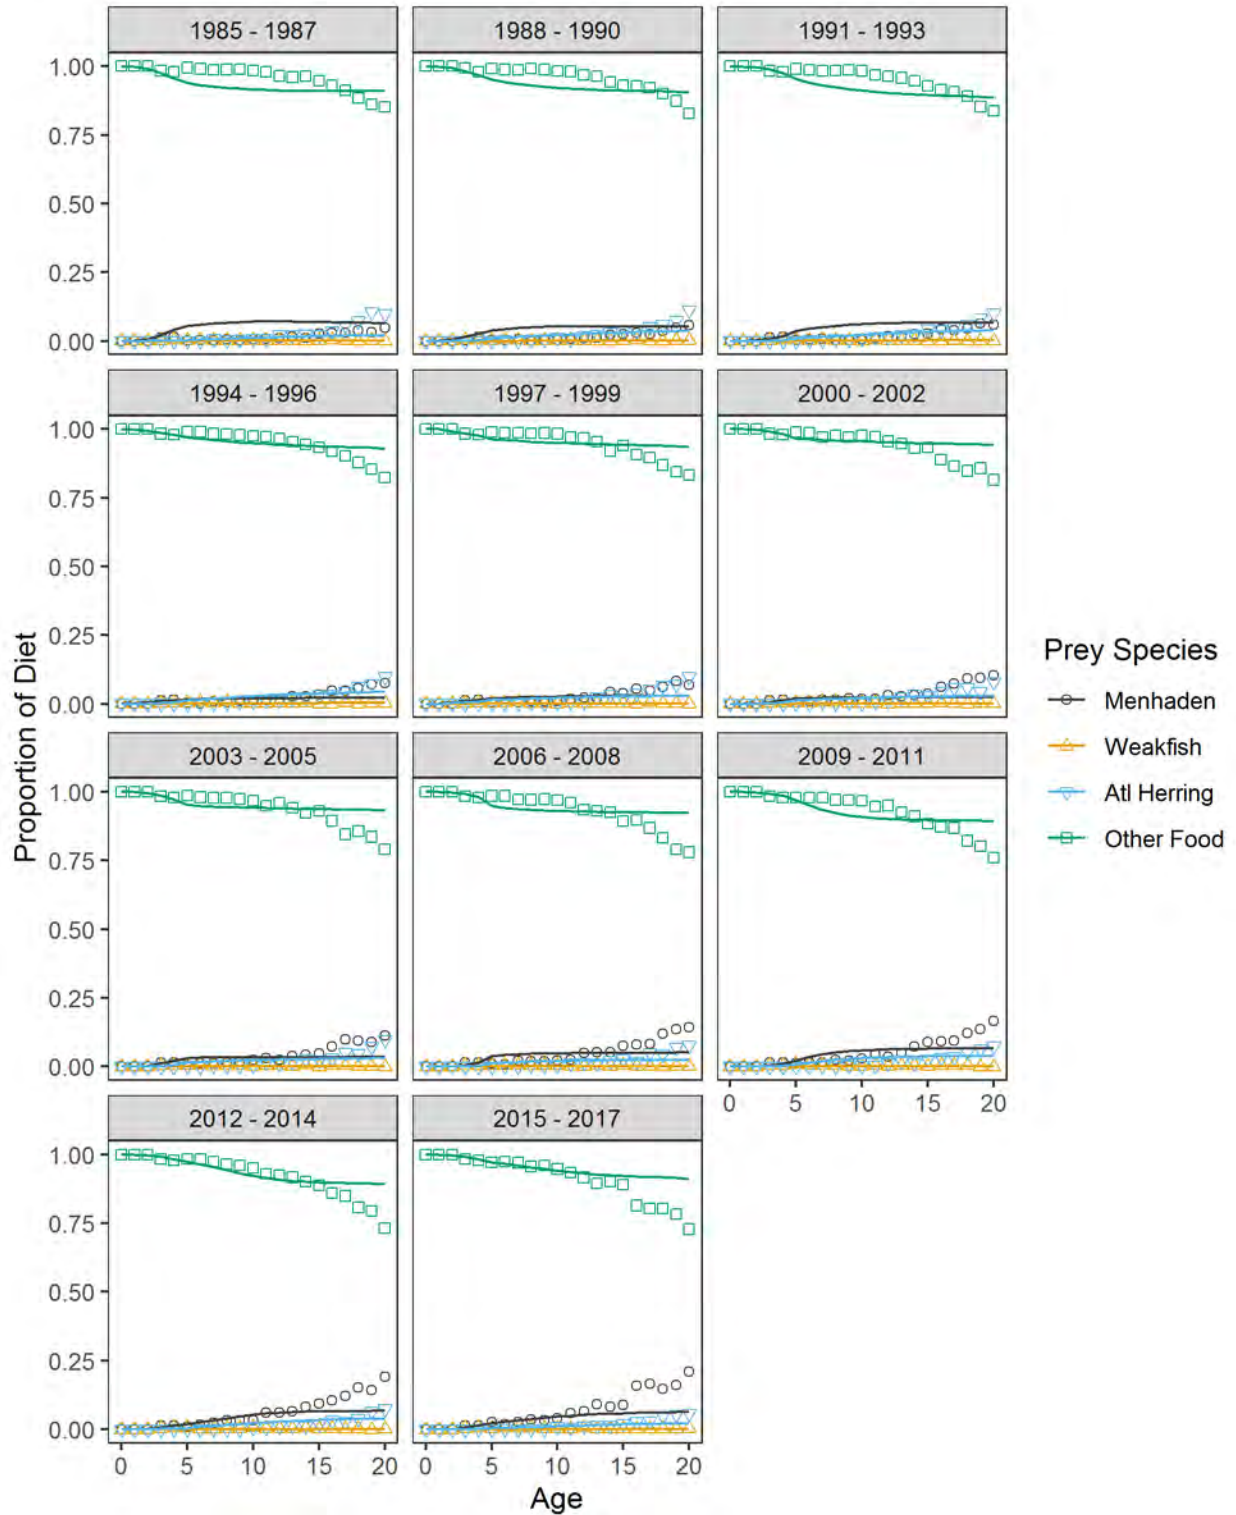 1985 - 1987
1988 - 1990
1991 - 1993
1.00
0.75
0.50
0.25
0.00
1994 - 1996
1997 - 1999
2000 - 2002
1.00
0.75
0.50
0.25
0.00
2003 - 2005
2006 - 2008
2009 - 2011
1.00
0.75
0.50
0.25
0.00
0 5 10 15 20
2012 - 2014
2015 - 2017
1.00
0.75
0.50
0.25
0.00
0 5 10 15 20
0 5 10 15 20
Proportion of Diet
Age
Prey Species
Menhaden
Weakfish
Atl Herring
Other Food